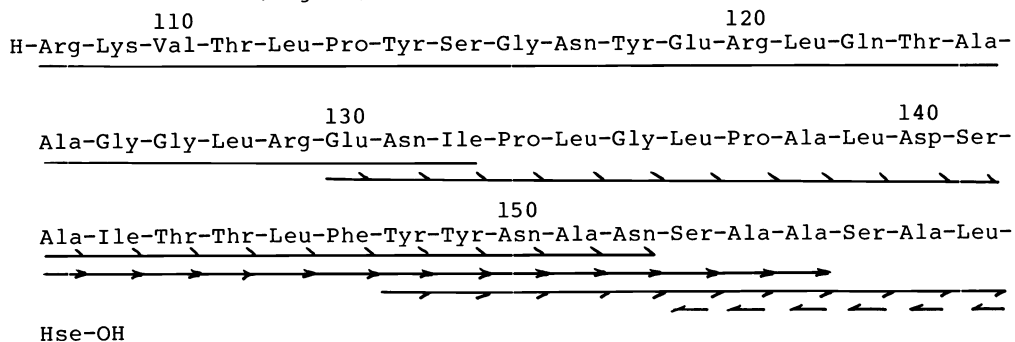 110 120
H-Arg-Lys-Val-Thr-Leu-Pro-Tyr-Ser-Gly-Asn-Tyr-Glu-Arg-Leu-Gln-Thr-Ala-
130 140
Ala-Gly-Gly-Leu-Arg-Glu-Asn-Ile-Pro-Leu-Gly-Leu-Pro-Ala-Leu-Asp-Ser-
150
Ala-Ile-Thr-Thr-Leu-Phe-Tyr-Tyr-Asn-Ala-Asn-Ser-Ala-Ala-Ser-Ala-Leu-
Hse-OH